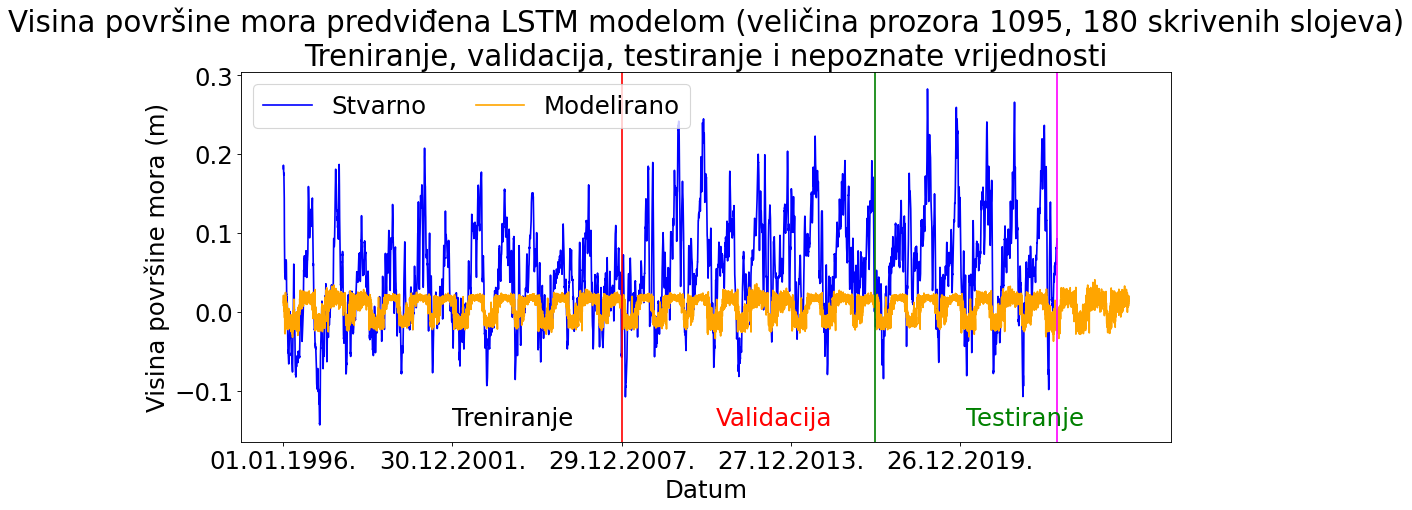 Visina površine mora predviđena LSTM modelom (veličina prozora 1095, 180 skrivenih slojeva)
Treniranje, validacija, testiranje i nepoznate vrijednosti
Stvarno
Modelirano
Visina površine mora (m)
0.3
0.2
0.1
0.0
−0.1
Treniranje
Validacija
Testiranje
01.01.1996.
30.12.2001.
29.12.2007.
27.12.2013.
26.12.2019.
Datum